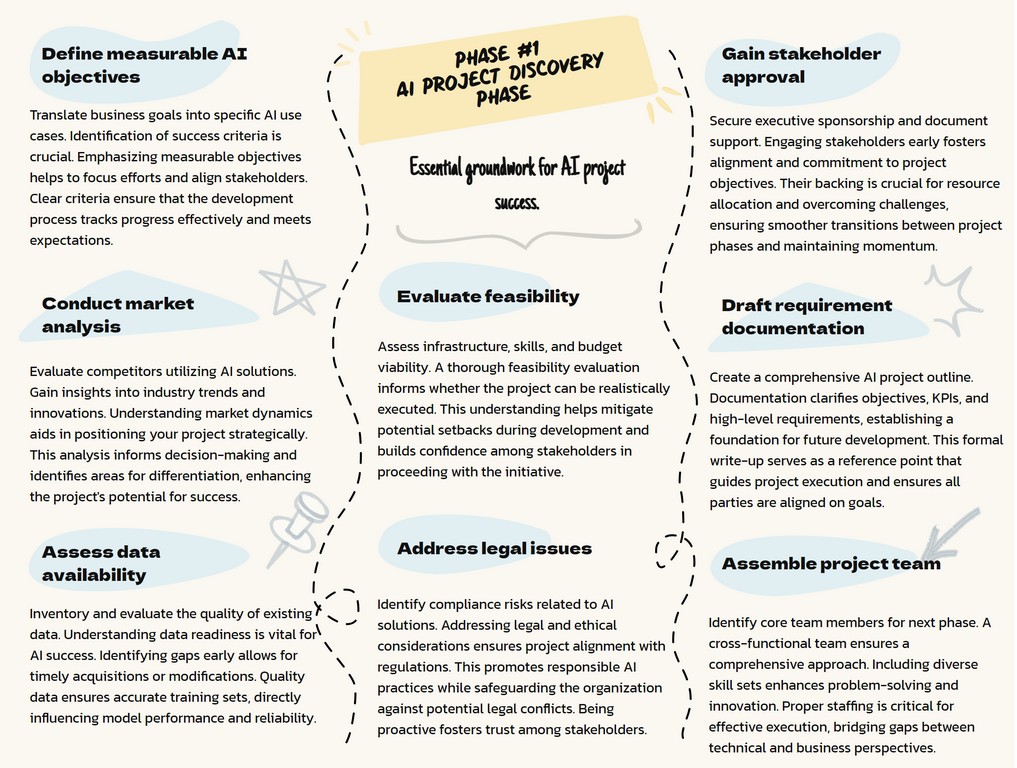 Define measurable AI
objectives
Translate business goals into specific AI use
cases. Identification of success criteria is
crucial. Emphasizing measurable objectives
helps to focus efforts and align stakeholders.
Clear criteria ensure that the development
process tracks progress effectively and meets
expectations.
Conduct market
analysis
Evaluate competitors utilizing AI solutions.
Gain insights into industry trends and
innovations. Understanding market dynamics
aids in positioning your project strategically.
This analysis informs decision-making and
identifies areas for differentiation, enhancing
the project's potential for success.
Assess data
availability
Inventory and evaluate the quality of existing
data. Understanding data readiness is vital for
AI success. Identifying gaps early allows for
timely acquisitions or modifications. Quality
data ensures accurate training sets, directly
influencing model performance and reliability.
PHASE #1
AI PROJECT DISCOVERY
PHASE
Essential groundwork for AI project
success.
Evaluate feasibility
Assess infrastructure, skills, and budget
viability. A thorough feasibility evaluation
informs whether the project can be realistically
executed. This understanding helps mitigate
potential setbacks during development and
builds confidence among stakeholders in
proceeding with the initiative.
Address legal issues
Identify compliance risks related to AI
solutions. Addressing legal and ethical
considerations ensures project alignment with
regulations. This promotes responsible AI
practices while safeguarding the organization
against potential legal conflicts. Being
proactive fosters trust among stakeholders.
Gain stakeholder
approval
Secure executive sponsorship and document
support. Engaging stakeholders early fosters
alignment and commitment to project
objectives. Their backing is crucial for resource
allocation and overcoming challenges,
ensuring smoother transitions between project
phases and maintaining momentum.
Draft requirement
documentation
Create a comprehensive AI project outline.
Documentation clarifies objectives, KPIs, and
high-level requirements, establishing a
foundation for future development. This formal
write-up serves as a reference point that
guides project execution and ensures all
parties are aligned on goals.
Assemble project team
Identify core team members for next phase. A
cross-functional team ensures a
comprehensive approach. Including diverse
skill sets enhances problem-solving and
innovation. Proper staffing is critical for
effective execution, bridging gaps between
technical and business perspectives.